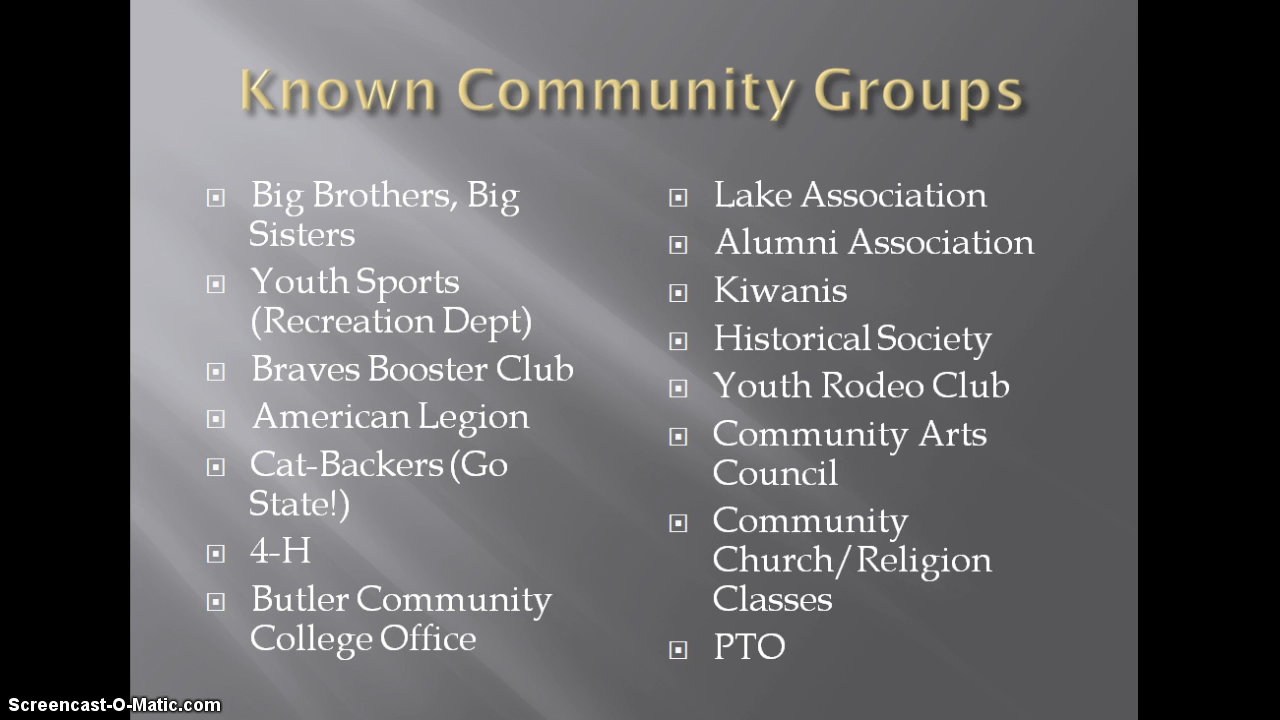 Known Community Groups
Big Brothers, Big
Sisters
Youth Sports
(Recreation Dept)
Braves Booster Club
American Legion
Cat-Backers (Go
State!)
4-H
Butler Community
College Office
Lake Association
Alumni Association
Kiwanis
Historical Society
Youth Rodeo Club
Community Arts
Council
Community
Church/Religion
Classes
PTO
Screencast-O-Matic.com